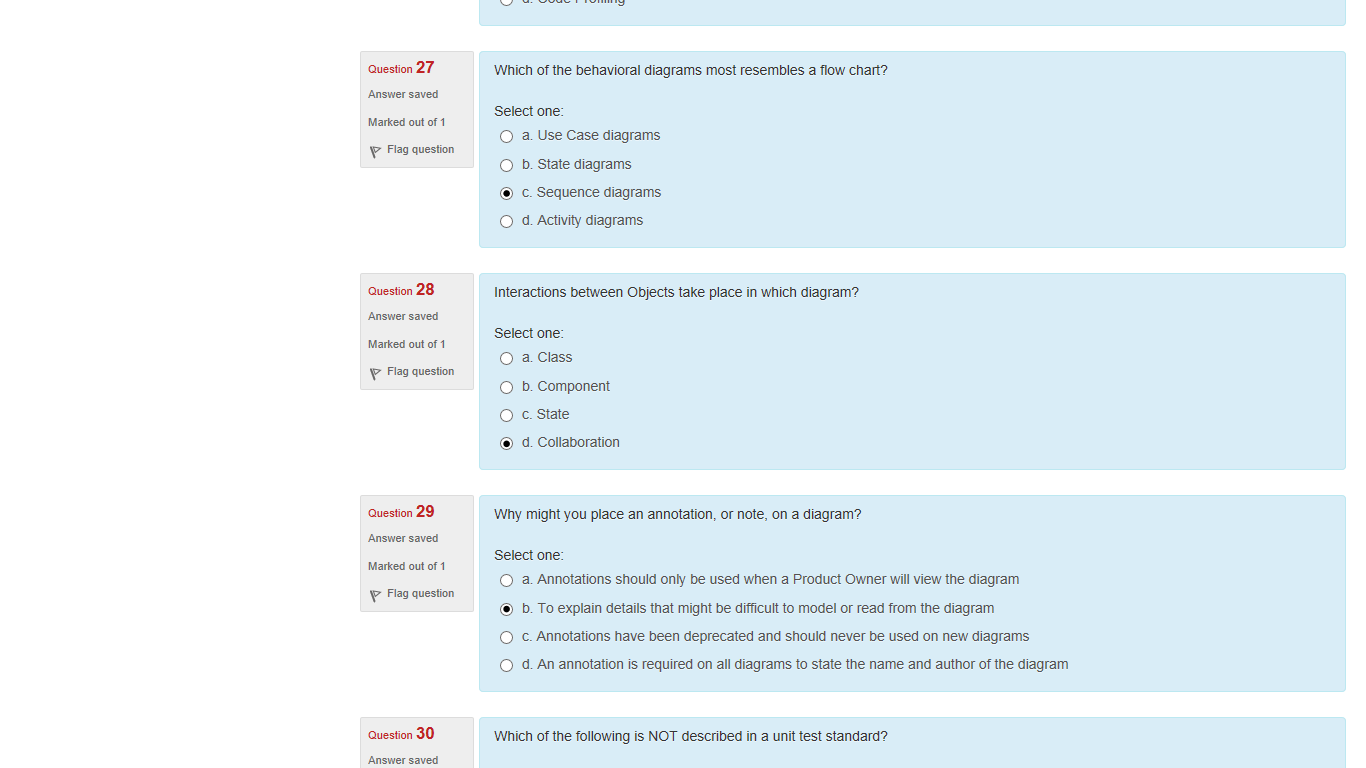 d. Code Profiling
Question 27
Answer saved
Marked out of 1
Flag question
Which of the behavioral diagrams most resembles a flow chart?
Select one:
a. Use Case diagrams
b. State diagrams
c. Sequence diagrams
d. Activity diagrams
Question 28
Answer saved
Marked out of 1
Flag question
Interactions between Objects take place in which diagram?
Select one:
a. Class
b. Component
c. State
d. Collaboration
Question 29
Answer saved
Marked out of 1
Flag question
Why might you place an annotation, or note, on a diagram?
Select one:
a. Annotations should only be used when a Product Owner will view the diagram
b. To explain details that might be difficult to model or read from the diagram
c. Annotations have been deprecated and should never be used on new diagrams
d. An annotation is required on all diagrams to state the name and author of the diagram
Question 30
Answer saved
Which of the following is NOT described in a unit test standard?